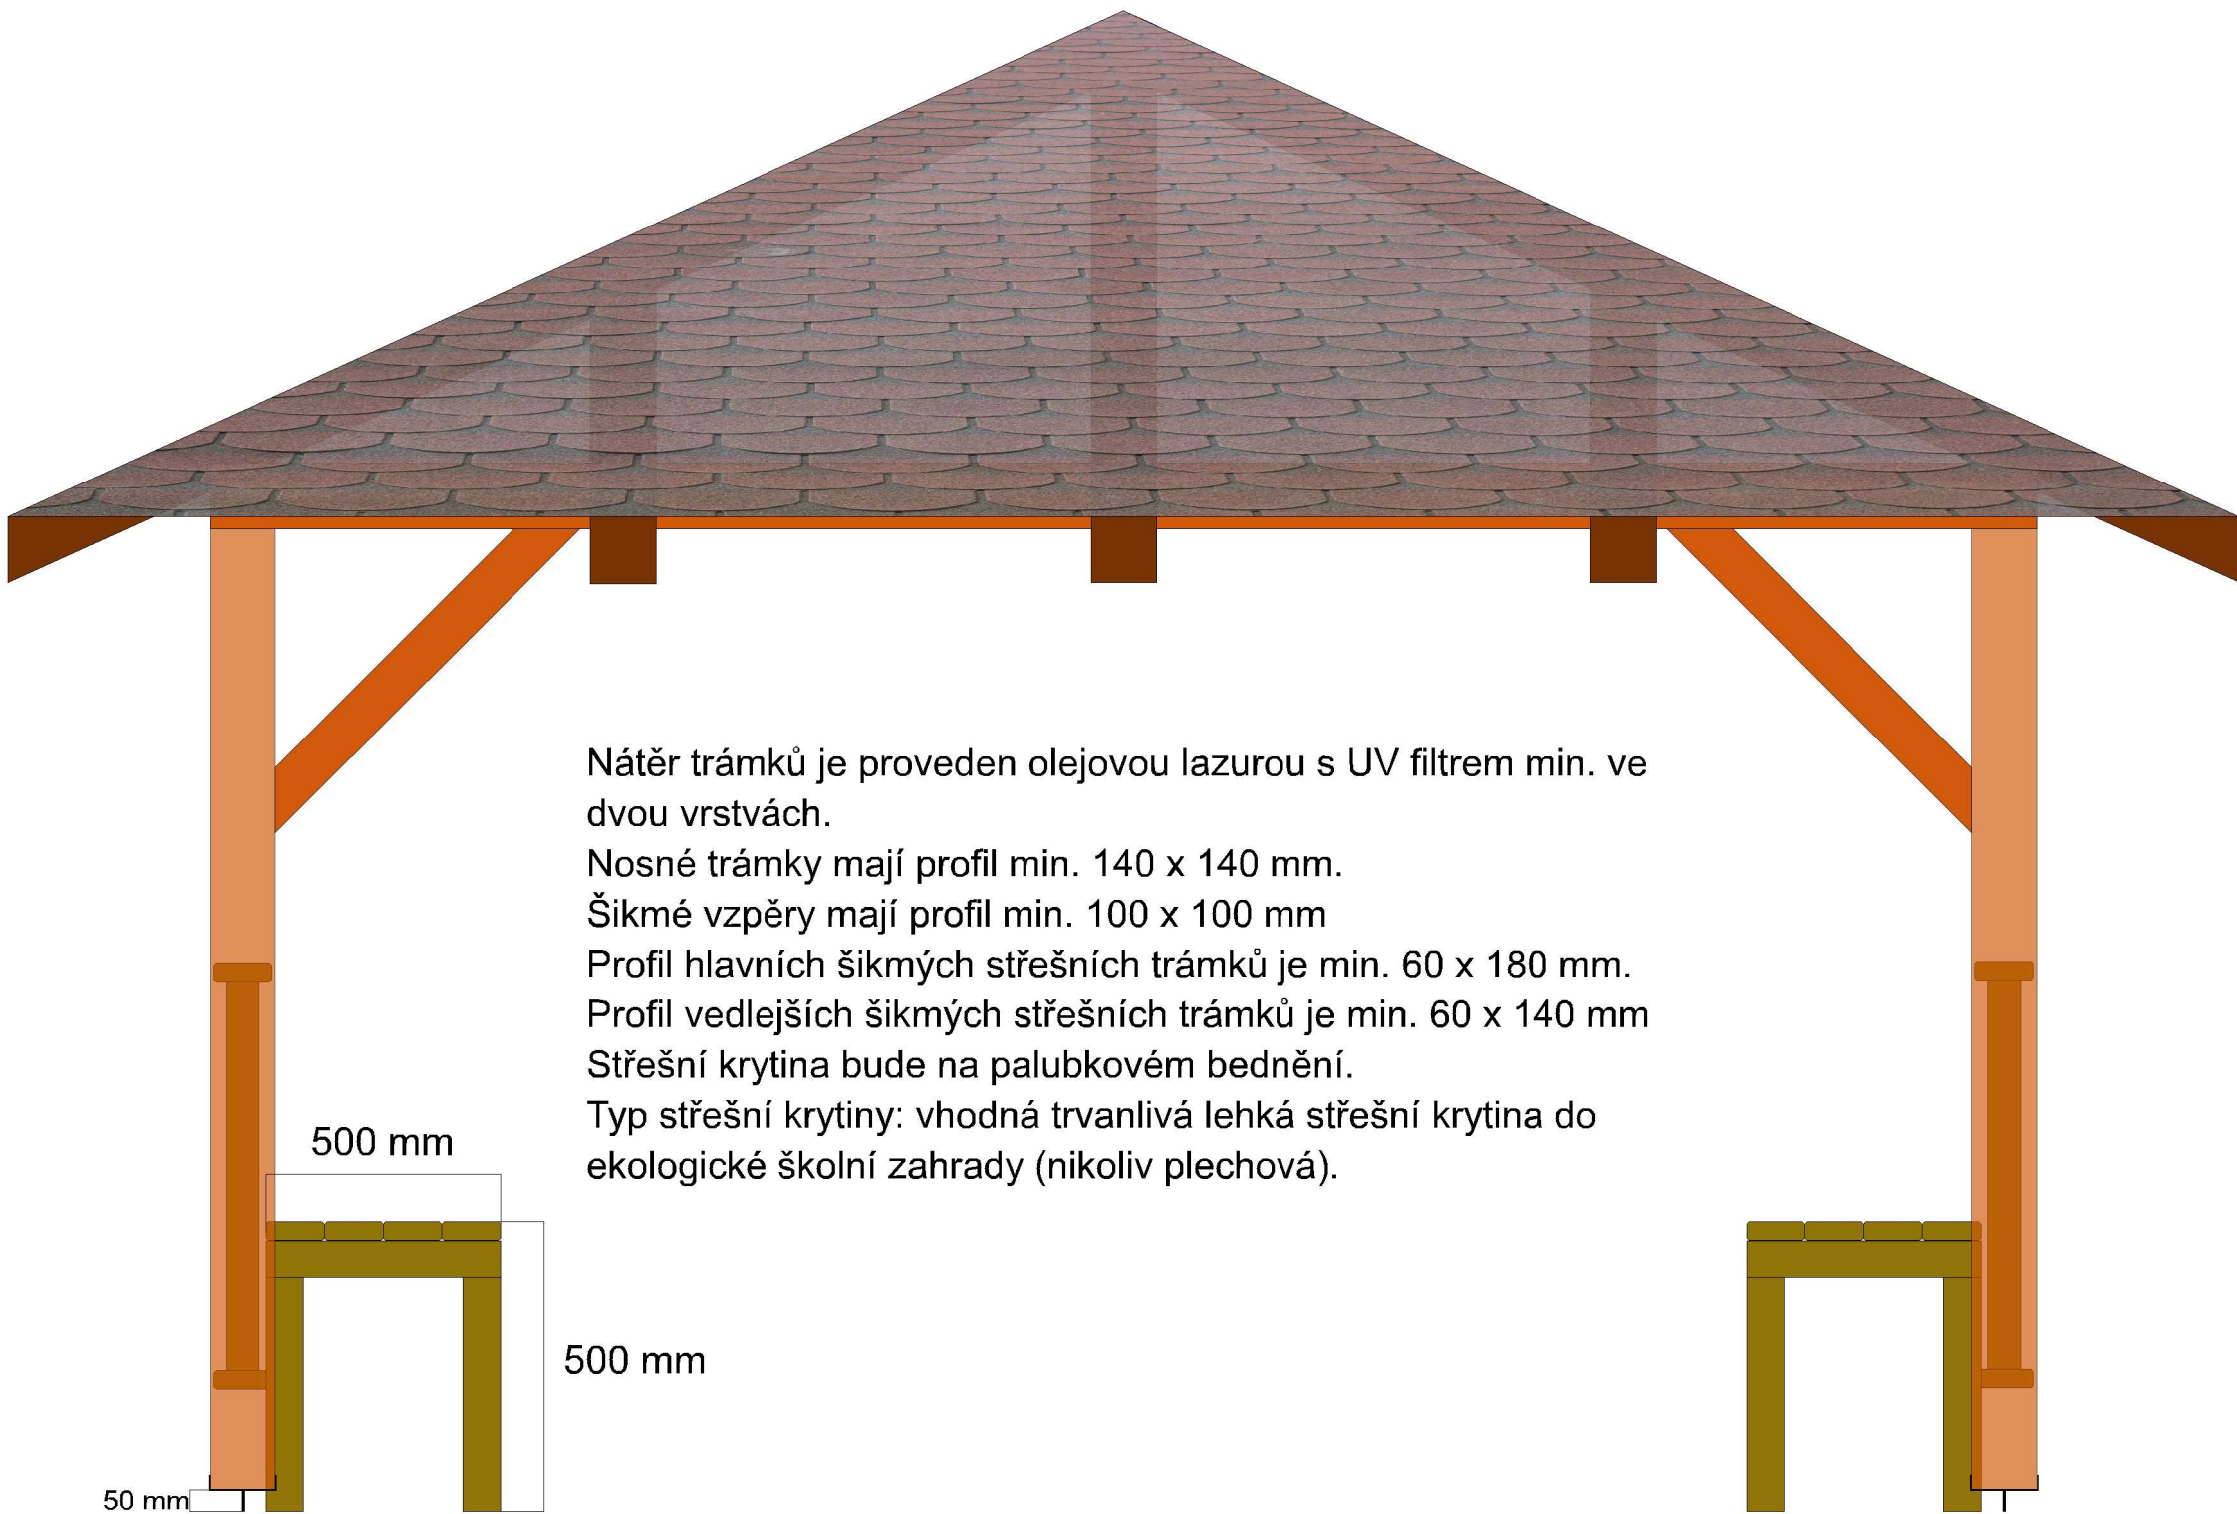 Nátěr trámků je proveden olejovou lazurou s UV filtrem min. ve
dvou vrstvách.
Nosné trámky mají profil min. 140 x 140 mm.
Šikmé vzpěry mají profil min. 100 x 100 mm
Profil hlavních šikmých střešních trámků je min. 60 x 180 mm.
Profil vedlejších šikmých střešních trámků je min. 60 x 140 mm
Střešní krytina bude na palubkovém bednění.
Typ střešní krytiny: vhodná trvanlivá lehká střešní krytina do
ekologické školní zahrady (nikoliv plechová).
500 mm
500 mm
50 mm